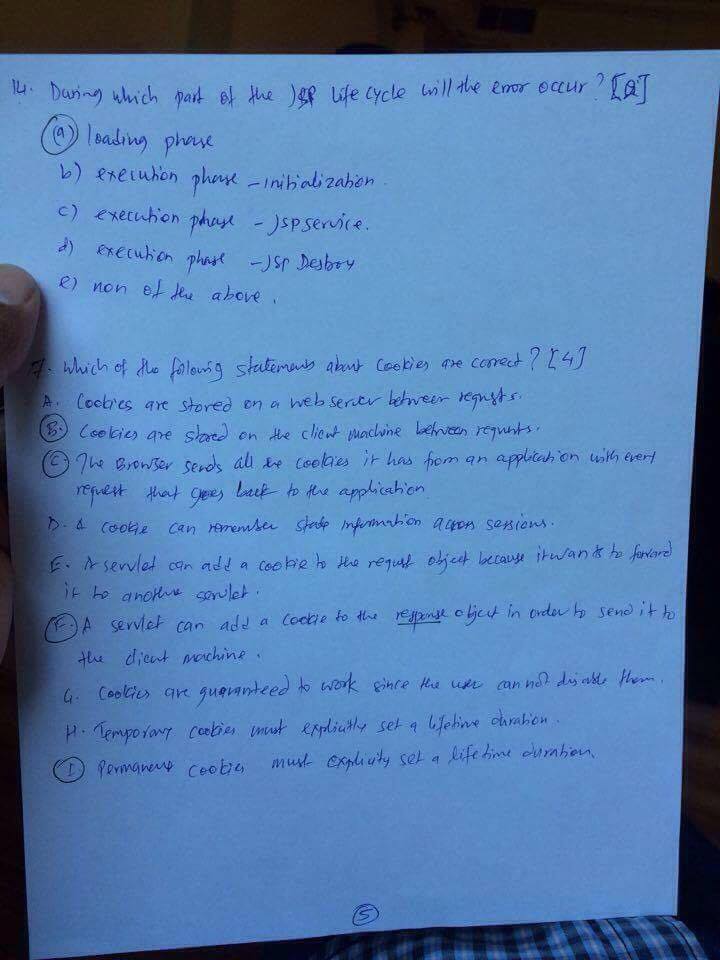 14. During which part of the JSP life cycle will the error occur? [a]
(a) loading phase
b) execution phase - initialization
c) execution phase - JSP service.
d) execution phase - JSP Destroy
e) non of the above.
7. Which of the following statements about Cookies are correct? [4]
A. Cookies are stored on a web server between requests.
B. Cookies are stored on the client machine between requests.
C. The Browser sends all the cookies it has from an application with every
request that goes back to the application
D. A cookie can remember state information across sessions.
E. A servlet can add a cookie to the request object because it wants to forward
it to another servlet.
F. A servlet can add a cookie to the response object in order to send it to
the client machine.
G. Cookies are guaranteed to work since the user cannot disable them.
H. Temporary cookies must explicitly set a lifetime duration.
I Permanent cookies must explicity set a lifetime duration.
5